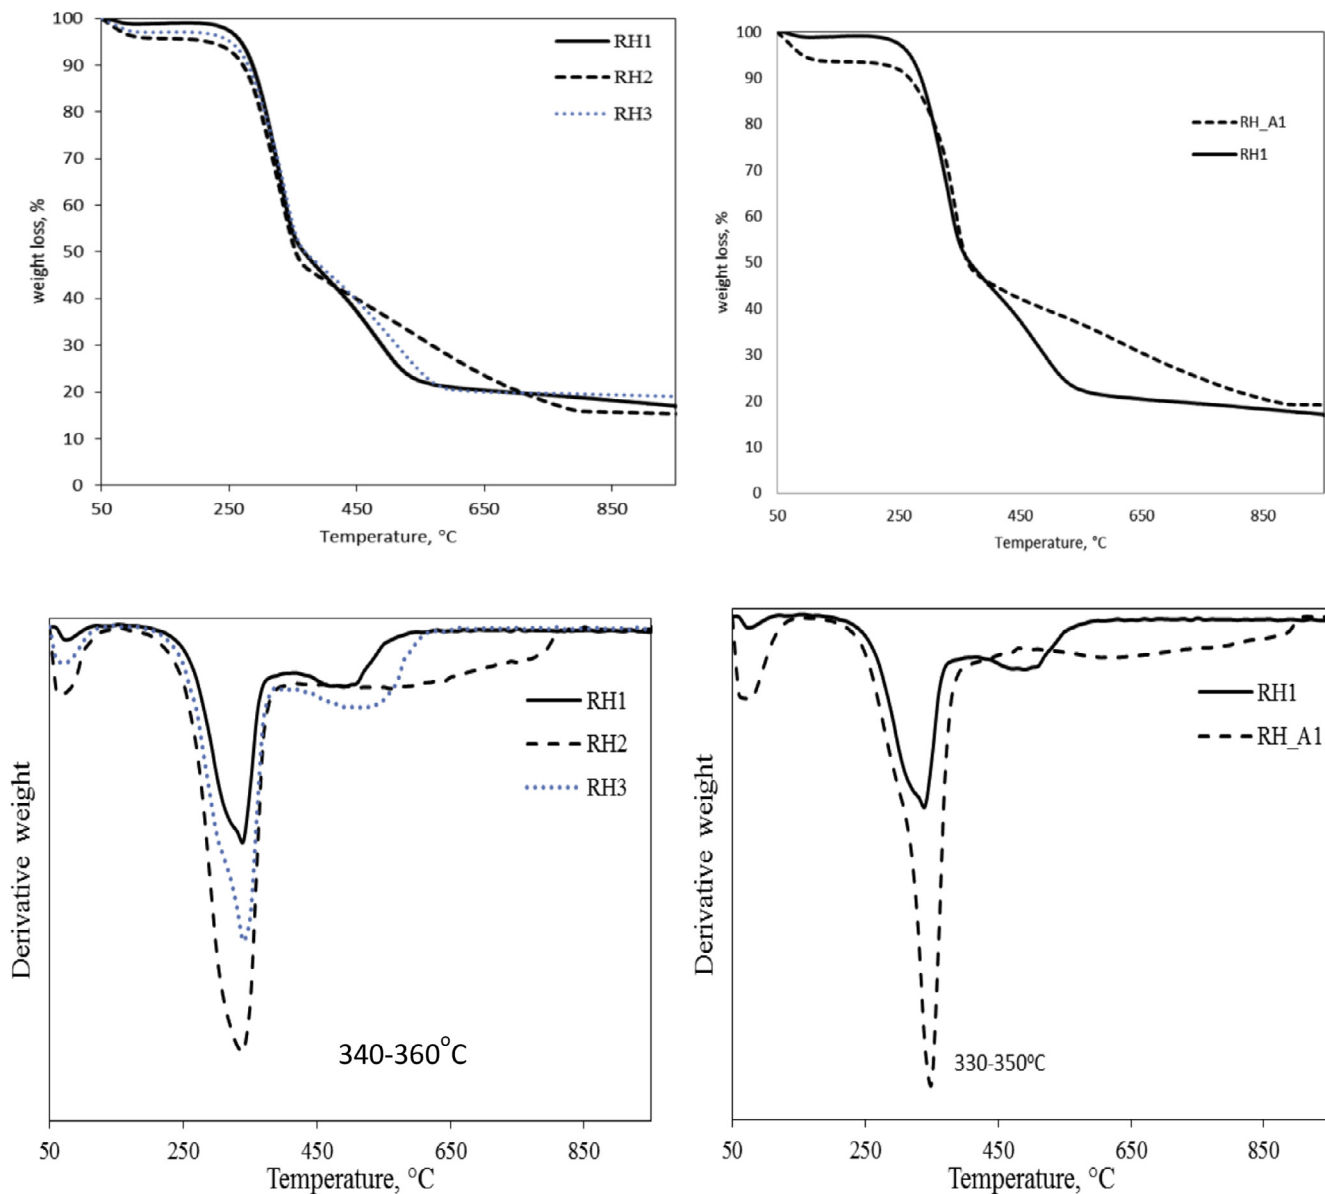 100
90
80
70
60
50
40
30
20
10
0
weight loss, %
RH1
RH2
RH3
50
250
450
650
850
Temperature, °C
100
90
80
70
60
50
40
30
20
10
0
weight loss, %
RH_A1
RH1
50
250
450
650
850
Temperature, °C
Derivative weight
RH1
RH2
RH3
340-360°C
50
250
450
650
850
Temperature, °C
Derivative weight
RH1
RH_A1
330-350°C
50
250
450
650
850
Temperature, °C